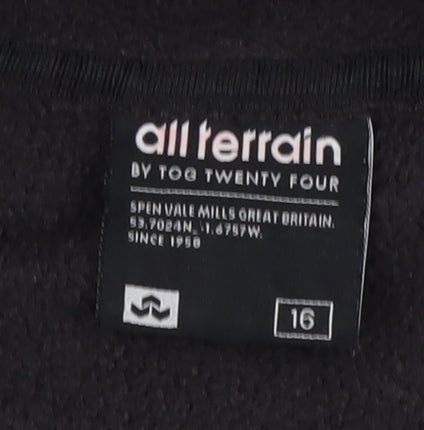 all terrain
BY TOG TWENTY FOUR
SPEN VALE MILLS GREAT BRITAIN.
53.7024N, 1.6757W.
SINCE 1958
16